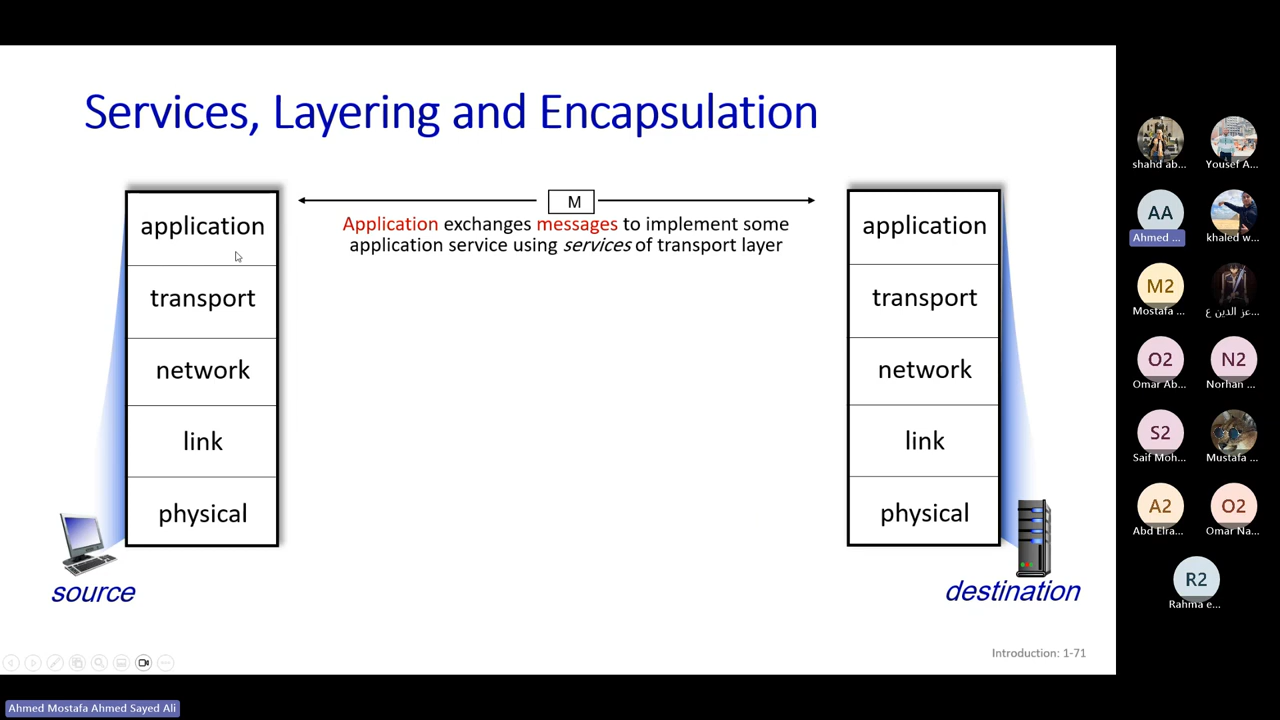 Services, Layering and Encapsulation
M
Application exchanges messages to implement some
application service using services of transport layer
application
transport
network
link
physical
source
application
transport
network
link
physical
destination
Introduction: 1-71
shahd ab...
Yousef A...
AA
Ahmed ...
khaled w...
M2
Mostafa ...
عز الدين ع...
O2
Omar Ab...
N2
Norhan ...
S2
Saif Moh...
Mustafa ...
A2
Abd Elra...
O2
Omar Na...
R2
Rahma e...
Ahmed Mostafa Ahmed Sayed Ali